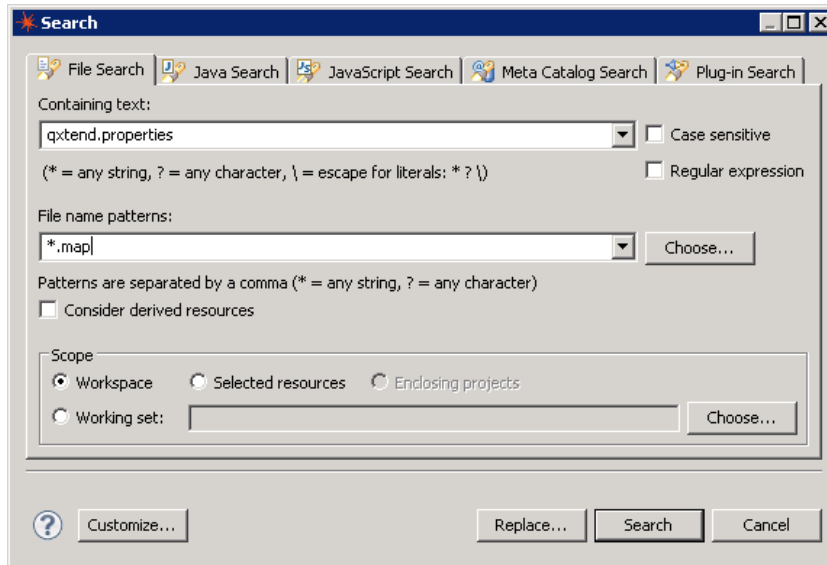 Search
File Search
Java Search
JavaScript Search
Meta Catalog Search
Plug-in Search
Containing text:
qxtend.properties
Case sensitive
(* = any string, ? = any character, \ = escape for literals: * ? \)
Regular expression
File name patterns:
*.map
Choose...
Patterns are separated by a comma (* = any string, ? = any character)
Consider derived resources
Scope
Workspace
Selected resources
Enclosing projects
Working set:
Choose...
?
Customize...
Replace...
Search
Cancel